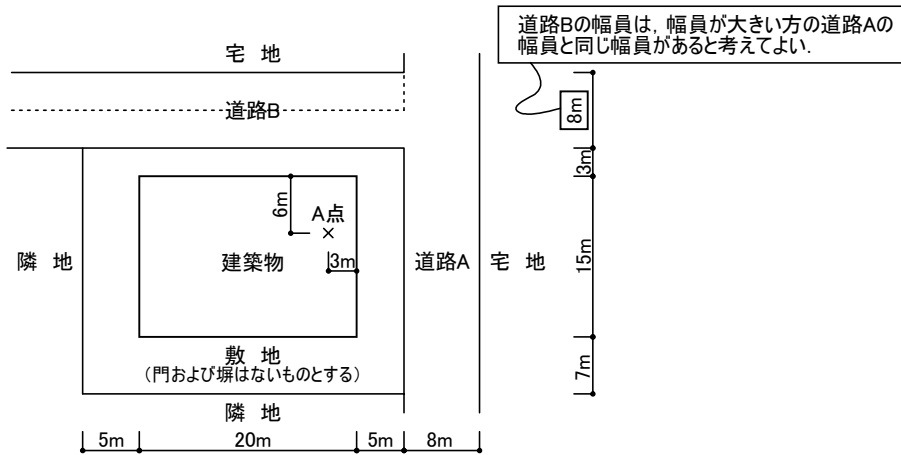 道路Bの幅員は, 幅員が大きい方の道路Aの
幅員と同じ幅員があると考えてよい.
宅 地
道路B
8m
3m
6m
A点
3m
隣 地
建築物
道路A
宅 地
15m
敷 地
(門および塀はないものとする)
7m
隣 地
5m
20m
5m
8m